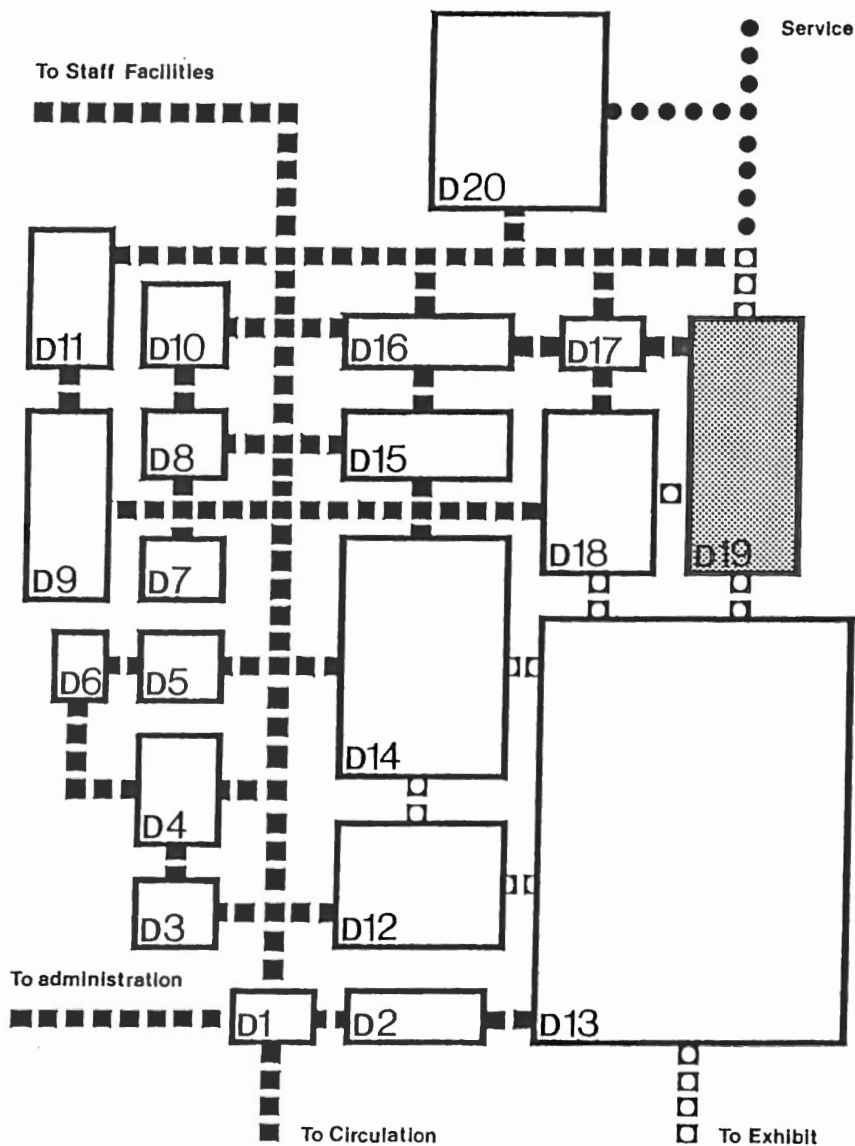 Service
To Staff Facilities
D20
D11
D10
D16
D17
D8
D15
D9
D7
D18
D19
D6
D5
D14
D4
D3
D12
To administration
D1
D2
D13
To Circulation
To Exhibit